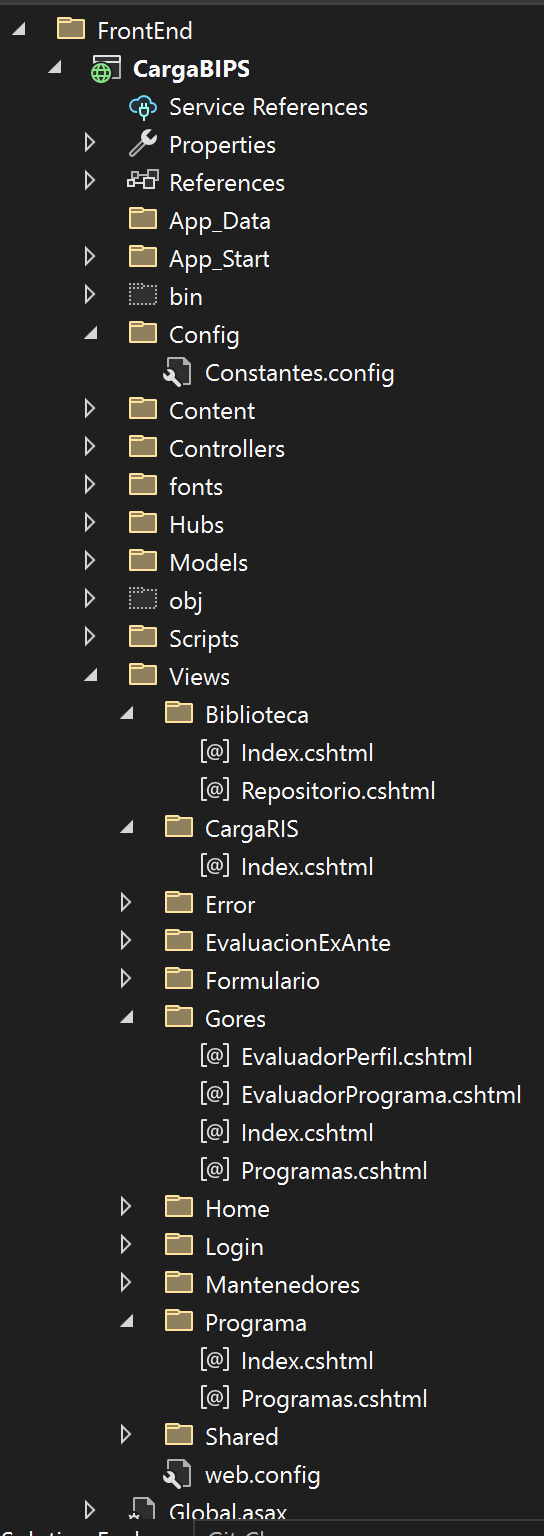 FrontEnd
CargaBIPS
Service References
Properties
References
App_Data
App_Start
bin
Config
Constantes.config
Content
Controllers
fonts
Hubs
Models
obj
Scripts
Views
Biblioteca
Index.cshtml
Repositorio.cshtml
CargaRIS
Index.cshtml
Error
EvaluacionExAnte
Formulario
Gores
EvaluadorPerfil.cshtml
EvaluadorPrograma.cshtml
Index.cshtml
Programas.cshtml
Home
Login
Mantenedores
Programa
Index.cshtml
Programas.cshtml
Shared
web.config
Global.asax